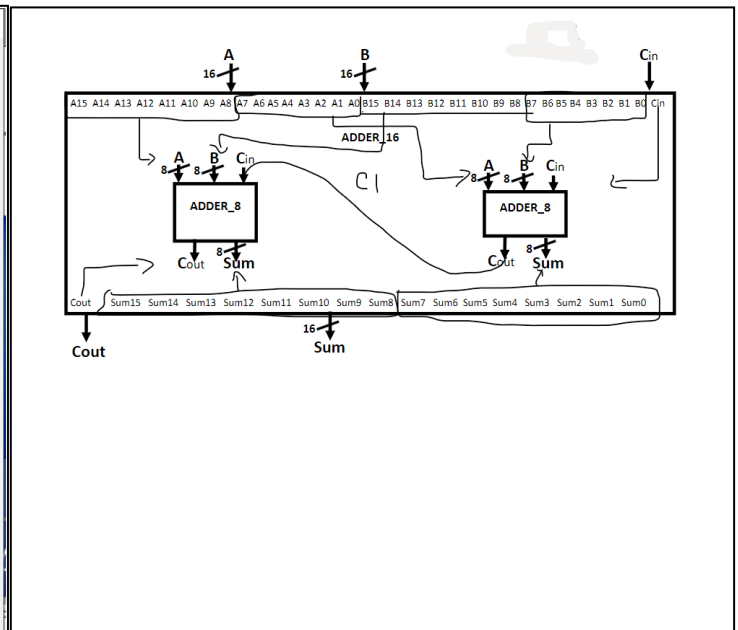 A B Cin
16 16
A15 A14 A13 A12 A11 A10 A9 A8 A7 A6 A5 A4 A3 A2 A1 A0 B15 B14 B13 B12 B11 B10 B9 B8 B7 B6 B5 B4 B3 B2 B1 B0 Cin
ADDER_16
A B Cin A B Cin
8 8 C1 8 8
ADDER_8 ADDER_8
8 8
Cout Sum Cout Sum
Cout Sum15 Sum14 Sum13 Sum12 Sum11 Sum10 Sum9 Sum8 Sum7 Sum6 Sum5 Sum4 Sum3 Sum2 Sum1 Sum0
16
Cout Sum